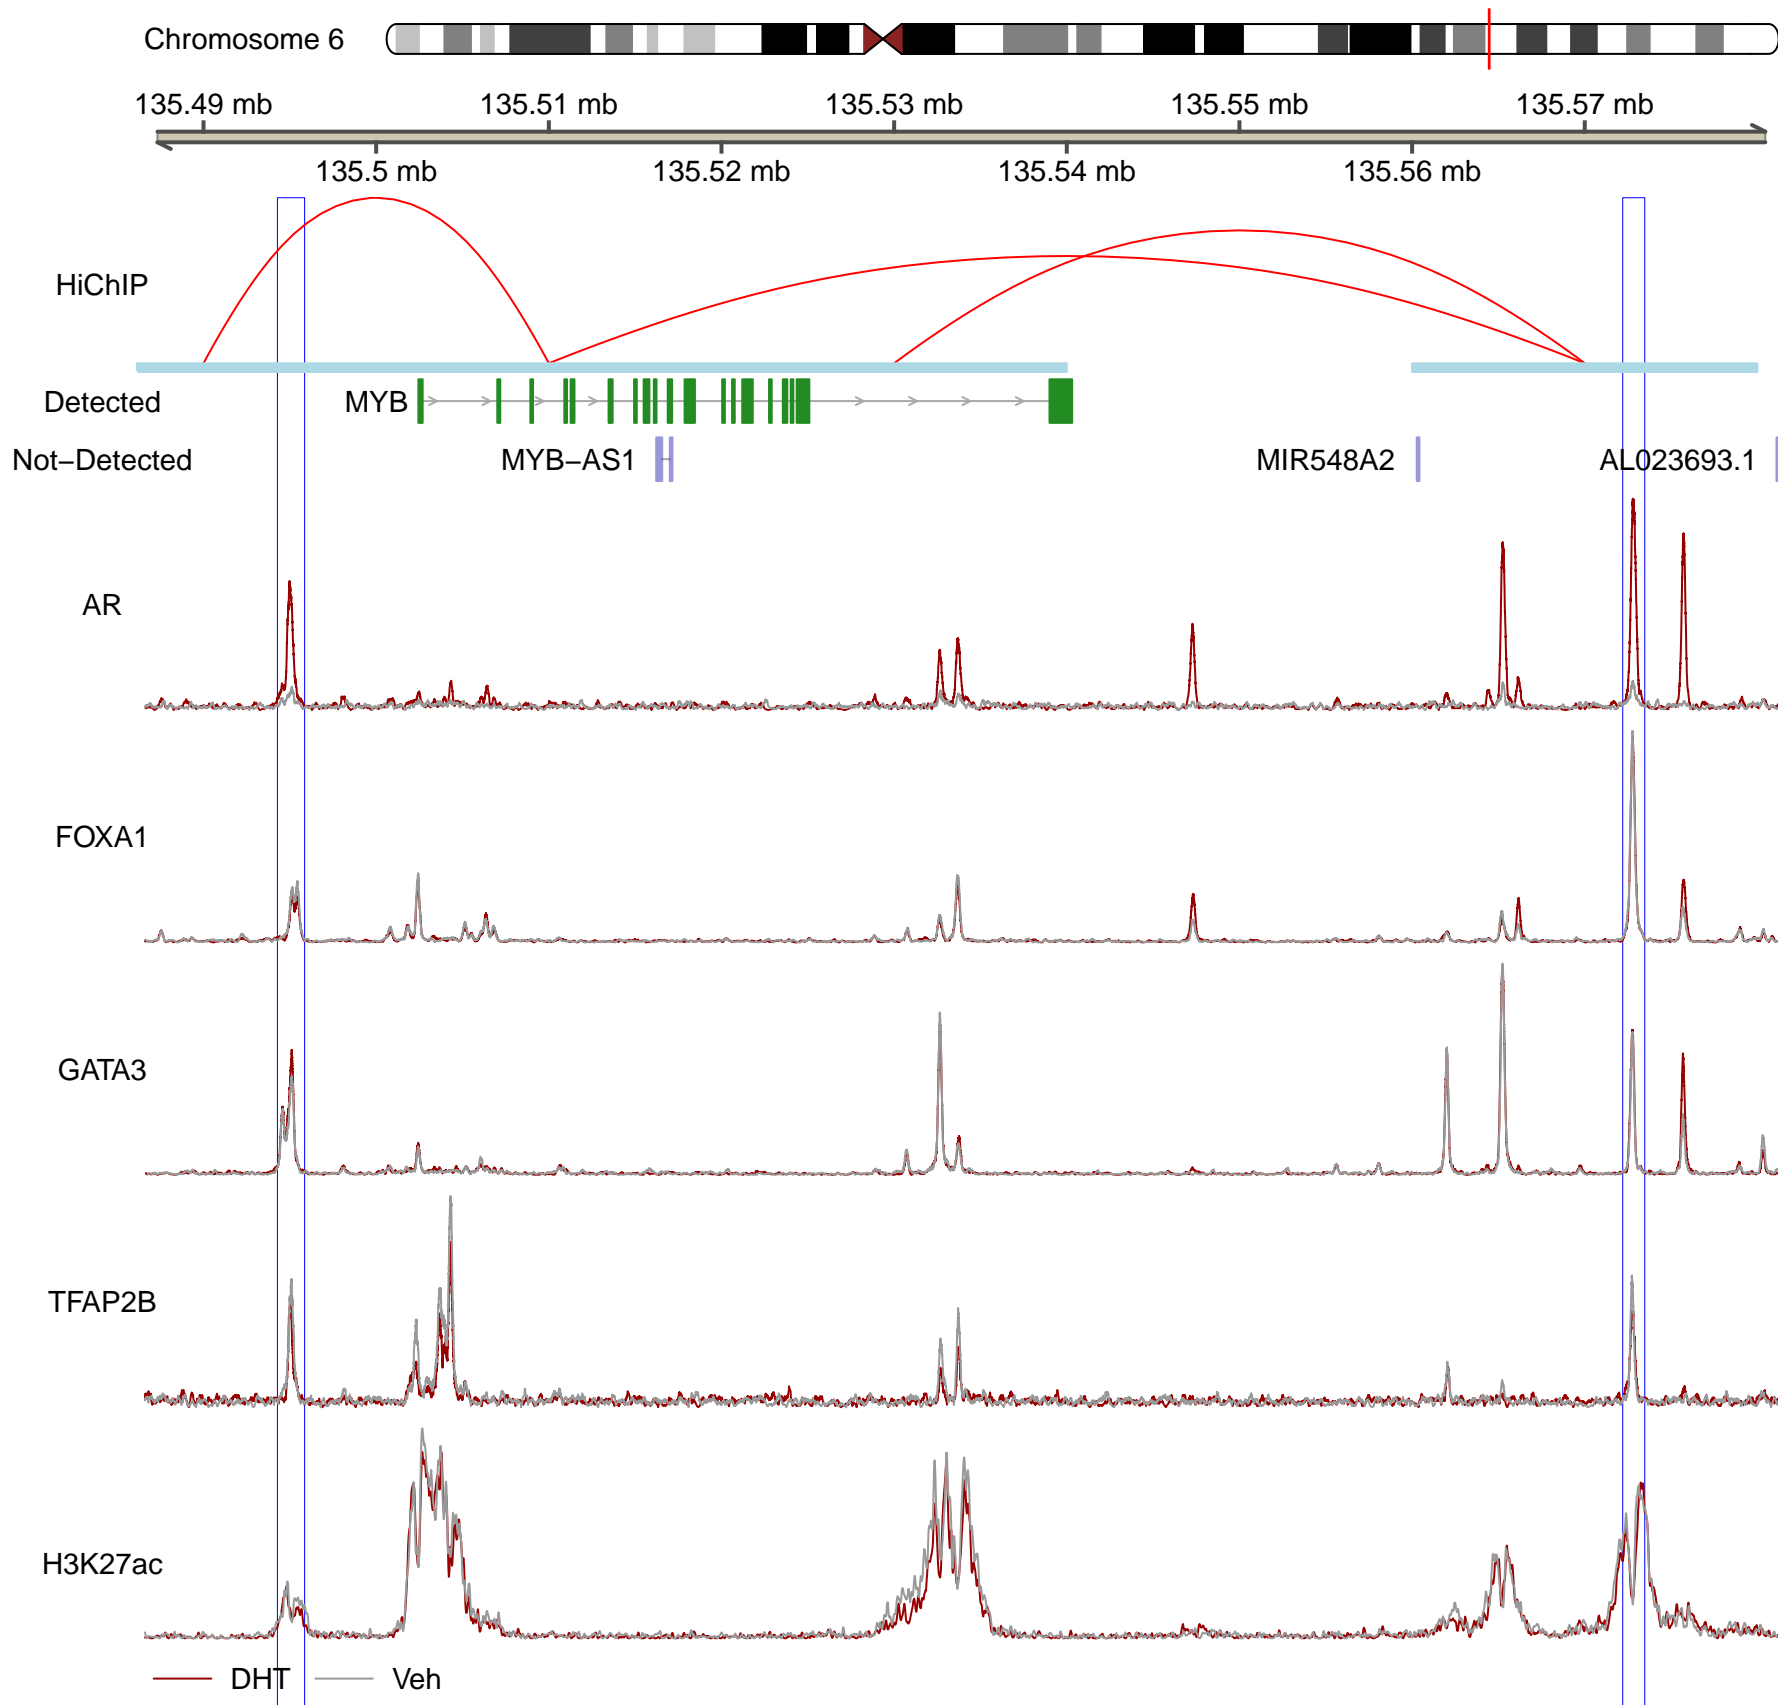 Chromosome 6
135.49 mb 135.51 mb 135.53 mb 135.55 mb 135.57 mb
135.5 mb 135.52 mb 135.54 mb 135.56 mb
HiChIP
Detected MYB
Not−Detected MYB−AS1 MIR548A2 AL023693.1
AR
FOXA1
GATA3
TFAP2B
H3K27ac
DHT Veh